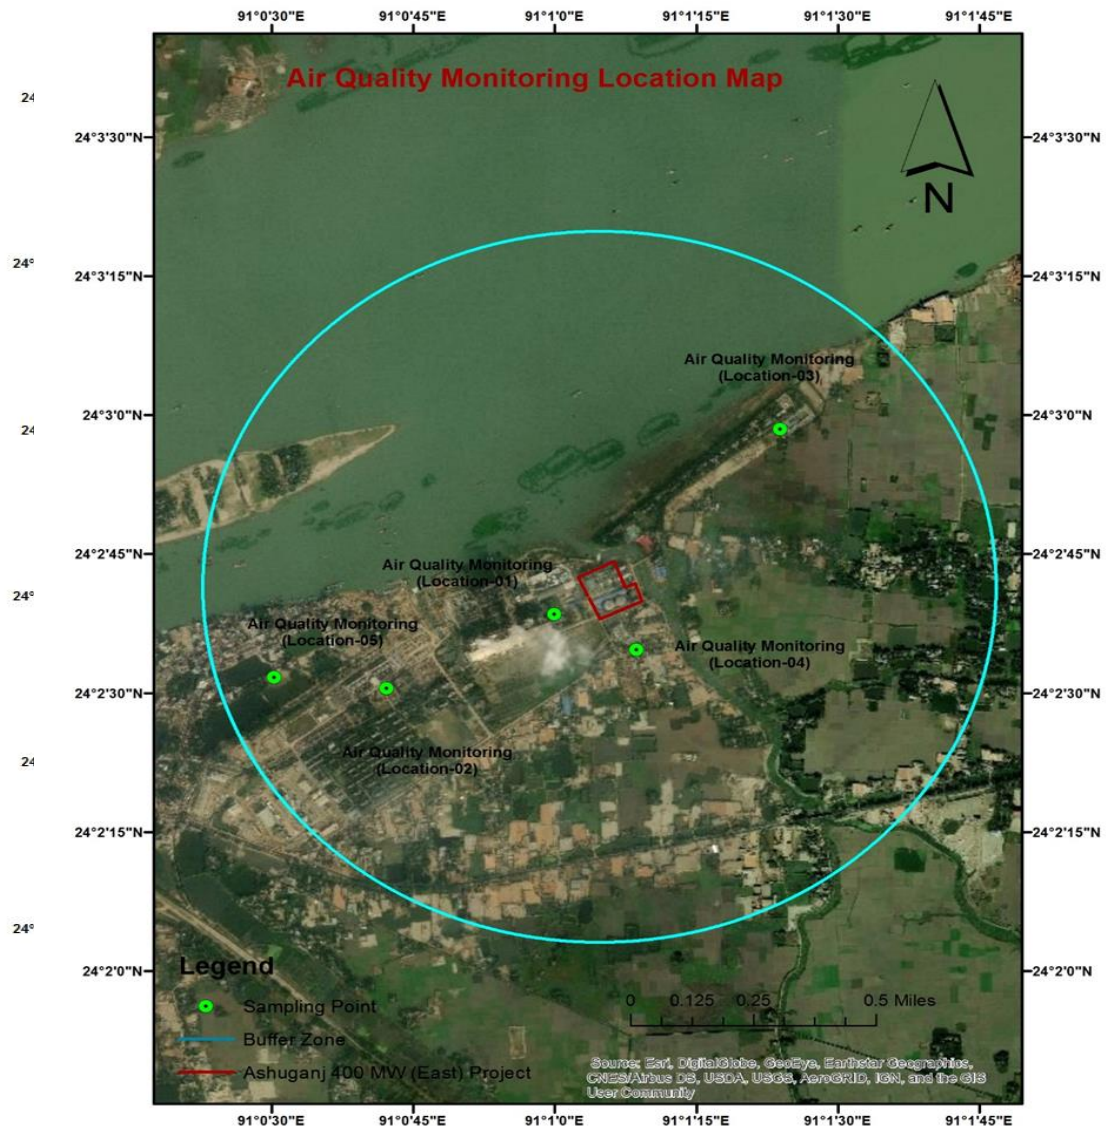 91°0'30"E 91°0'45"E 91°1'0"E 91°1'15"E 91°1'30"E 91°1'45"E
Air Quality Monitoring Location Map
24
24°3'30"N 24°3'30"N
N
24°
24°3'15"N 24°3'15"N
Air Quality Monitoring
(Location-03)
24°3'0"N 24°3'0"N
24
24°2'45"N 24°2'45"N
Air Quality Monitoring
(Location-01)
24°
Air Quality Monitoring
(Location-05)
Air Quality Monitoring
(Location-04)
24°2'30"N 24°2'30"N
Air Quality Monitoring
(Location-02)
24
24°2'15"N 24°2'15"N
24°
24°2'0"N 24°2'0"N
Legend
Sampling Point
Buffer Zone
Ashuganj 400 MW (East) Project
0 0.125 0.25 0.5 Miles
Source: Esri, DigitalGlobe, GeoEye, Earthstar Geographics,
CNES/Airbus DS, USDA, USGS, AeroGRID, IGN, and the GIS
User Community
91°0'30"E 91°0'45"E 91°1'0"E 91°1'15"E 91°1'30"E 91°1'45"E